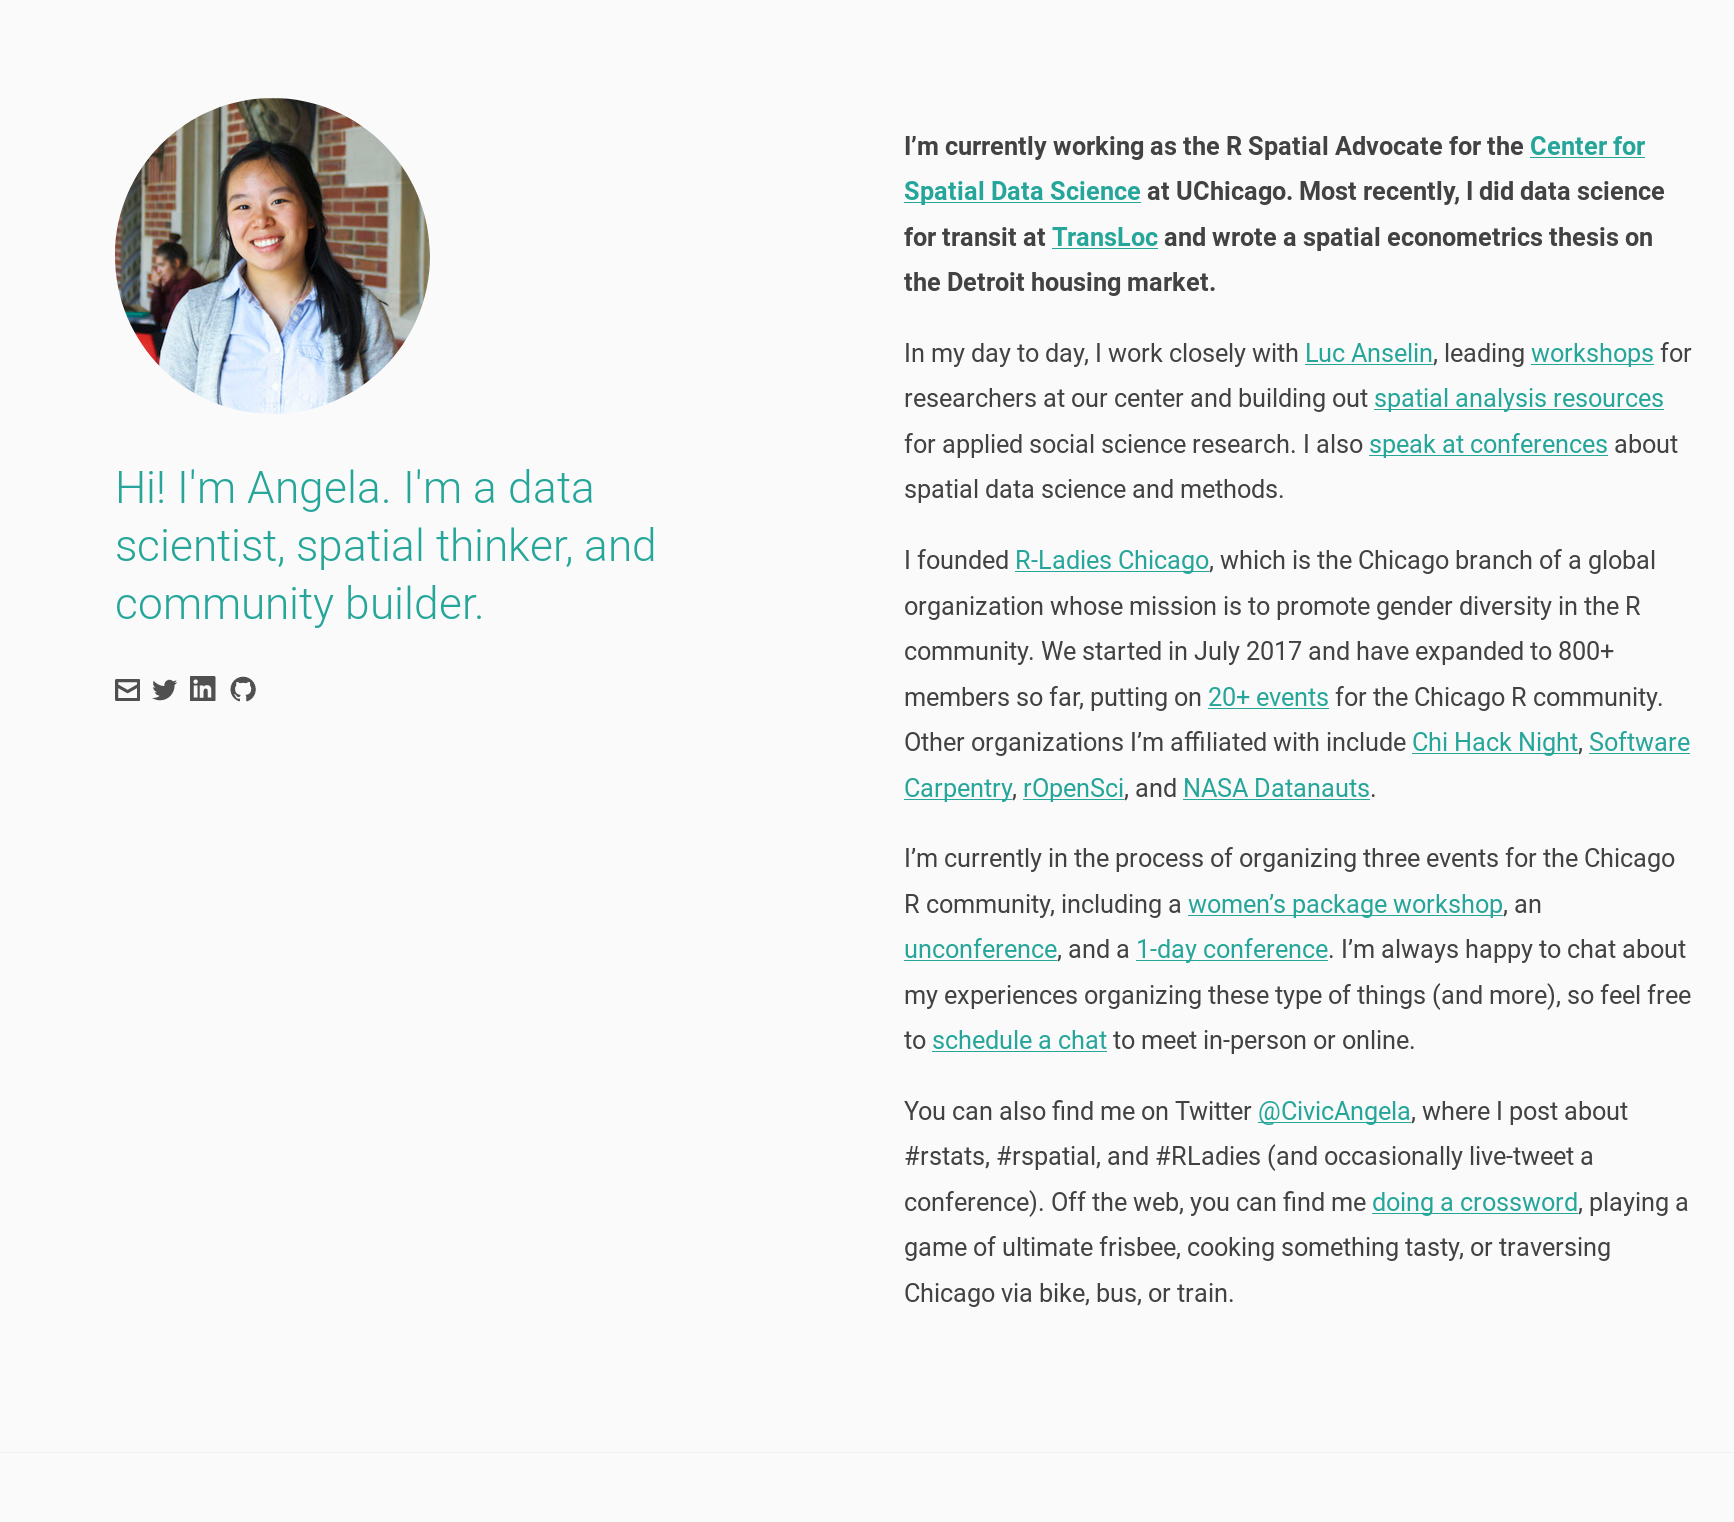 Hi! I'm Angela. I'm a data
scientist, spatial thinker, and
community builder.
I’m currently working as the R Spatial Advocate for the Center for
Spatial Data Science at UChicago. Most recently, I did data science
for transit at TransLoc and wrote a spatial econometrics thesis on
the Detroit housing market.
In my day to day, I work closely with Luc Anselin, leading workshops for
researchers at our center and building out spatial analysis resources
for applied social science research. I also speak at conferences about
spatial data science and methods.
I founded R-Ladies Chicago, which is the Chicago branch of a global
organization whose mission is to promote gender diversity in the R
community. We started in July 2017 and have expanded to 800+
members so far, putting on 20+ events for the Chicago R community.
Other organizations I’m affiliated with include Chi Hack Night, Software
Carpentry, rOpenSci, and NASA Datanauts.
I’m currently in the process of organizing three events for the Chicago
R community, including a women’s package workshop, an
unconference, and a 1-day conference. I’m always happy to chat about
my experiences organizing these type of things (and more), so feel free
to schedule a chat to meet in-person or online.
You can also find me on Twitter @CivicAngela, where I post about
#rstats, #rspatial, and #RLadies (and occasionally live-tweet a
conference). Off the web, you can find me doing a crossword, playing a
game of ultimate frisbee, cooking something tasty, or traversing
Chicago via bike, bus, or train.